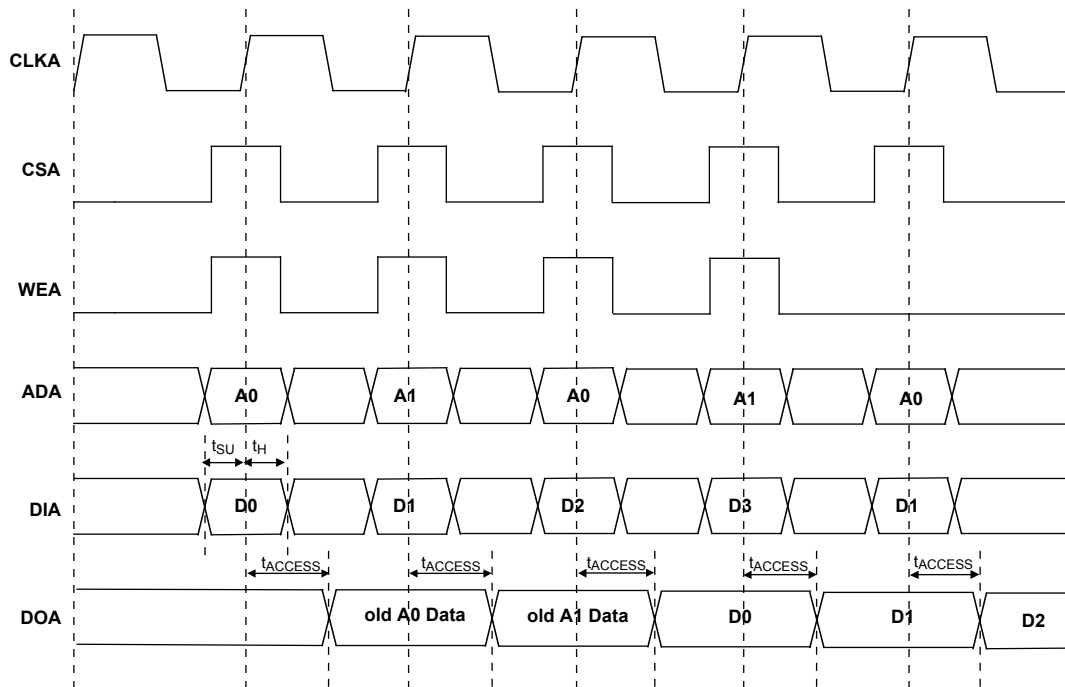 CLKA
CSA
WEA
ADA A0 A1 A0 A1 A0
tSU tH
DIA D0 D1 D2 D3 D1
tACCESS tACCESS tACCESS tACCESS tACCESS
DOA old A0 Data old A1 Data D0 D1 D2